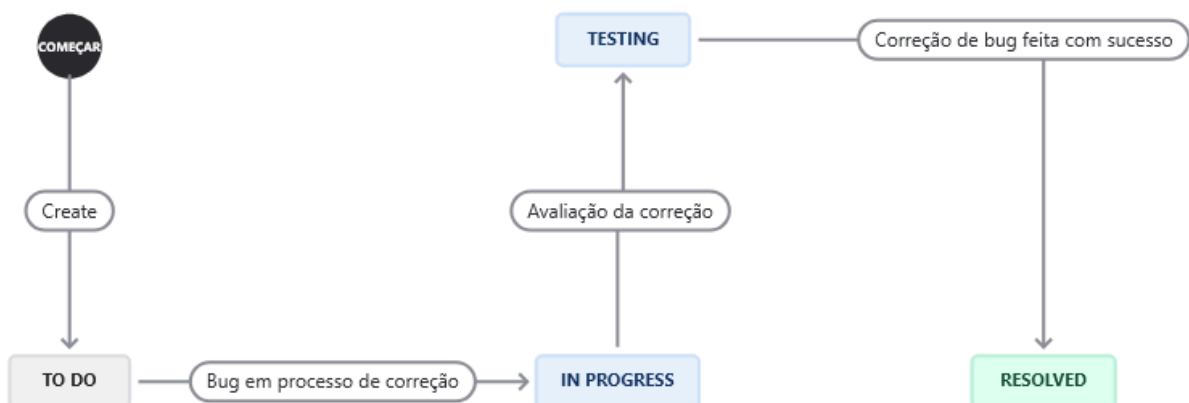 COMEÇAR
TESTING
Correção de bug feita com sucesso
Create
Avaliação da correção
TO DO
Bug em processo de correção
IN PROGRESS
RESOLVED